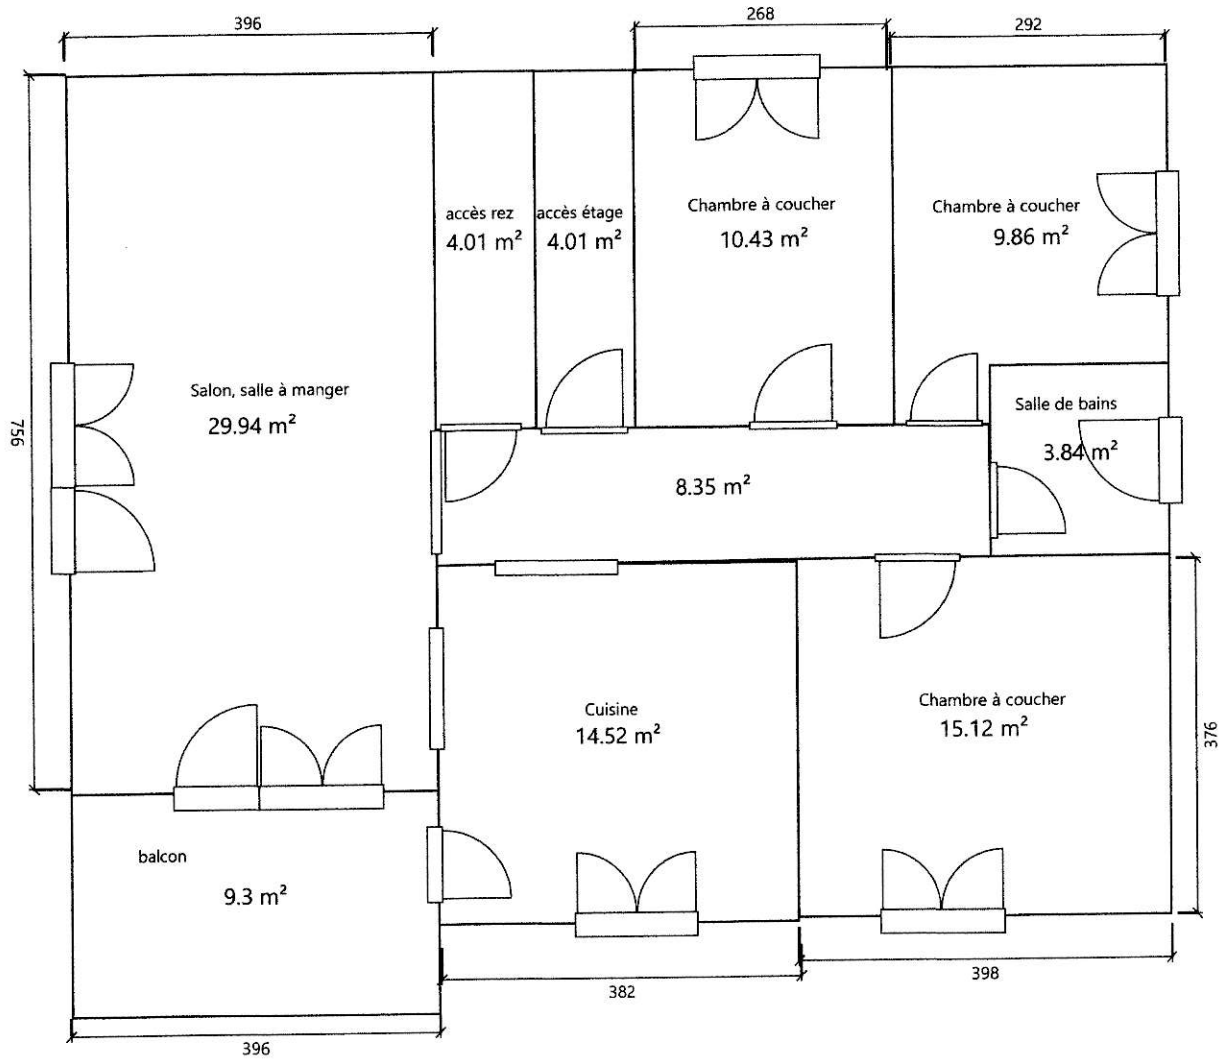 268
396
292
accès rez
4.01 m²
accès étage
4.01 m²
Chambre à coucher
10.43 m²
Chambre à coucher
9.86 m²
Salon, salle à manger
29.94 m²
756
Salle de bains
3.84 m²
8.35 m²
Cuisine
14.52 m²
Chambre à coucher
15.12 m²
376
balcon
9.3 m²
382
398
396